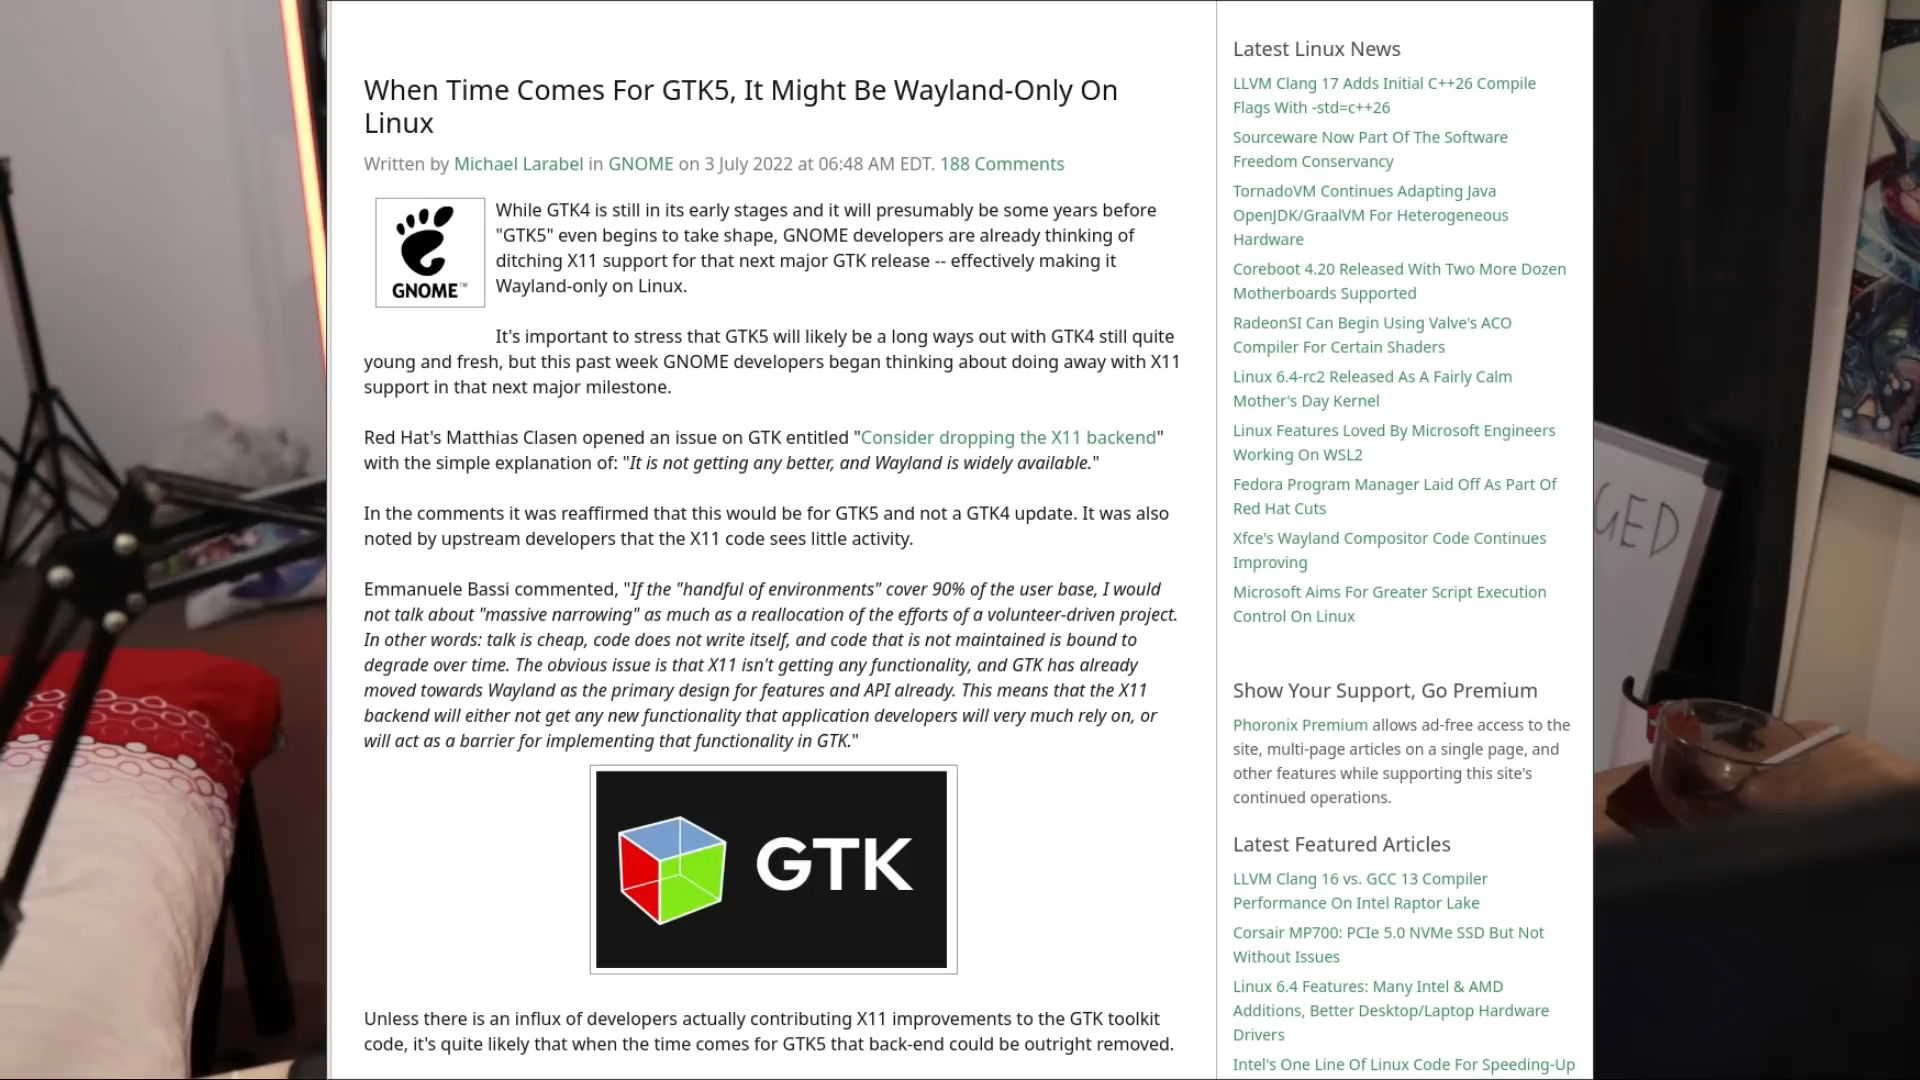 When Time Comes For GTK5, It Might Be Wayland-Only On
Linux
Written by Michael Larabel in GNOME on 3 July 2022 at 06:48 AM EDT. 188 Comments
GNOME™
While GTK4 is still in its early stages and it will presumably be some years before
"GTK5" even begins to take shape, GNOME developers are already thinking of
ditching X11 support for that next major GTK release -- effectively making it
Wayland-only on Linux.
It's important to stress that GTK5 will likely be a long ways out with GTK4 still quite
young and fresh, but this past week GNOME developers began thinking about doing away with X11
support in that next major milestone.
Red Hat's Matthias Clasen opened an issue on GTK entitled "Consider dropping the X11 backend"
with the simple explanation of: "It is not getting any better, and Wayland is widely available."
In the comments it was reaffirmed that this would be for GTK5 and not a GTK4 update. It was also
noted by upstream developers that the X11 code sees little activity.
Emmanuele Bassi commented, "If the "handful of environments" cover 90% of the user base, I would
not talk about "massive narrowing" as much as a reallocation of the efforts of a volunteer-driven project.
In other words: talk is cheap, code does not write itself, and code that is not maintained is bound to
degrade over time. The obvious issue is that X11 isn't getting any functionality, and GTK has already
moved towards Wayland as the primary design for features and API already. This means that the X11
backend will either not get any new functionality that application developers will very much rely on, or
will act as a barrier for implementing that functionality in GTK."
GTK
Unless there is an influx of developers actually contributing X11 improvements to the GTK toolkit
code, it's quite likely that when the time comes for GTK5 that back-end could be outright removed.
Latest Linux News
LLVM Clang 17 Adds Initial C++26 Compile
Flags With -std=c++26
Sourceware Now Part Of The Software
Freedom Conservancy
TornadoVM Continues Adapting Java
OpenJDK/GraalVM For Heterogeneous
Hardware
Coreboot 4.20 Released With Two More Dozen
Motherboards Supported
RadeonSI Can Begin Using Valve's ACO
Compiler For Certain Shaders
Linux 6.4-rc2 Released As A Fairly Calm
Mother's Day Kernel
Linux Features Loved By Microsoft Engineers
Working On WSL2
Fedora Program Manager Laid Off As Part Of
Red Hat Cuts
Xfce's Wayland Compositor Code Continues
Improving
Microsoft Aims For Greater Script Execution
Control On Linux
Show Your Support, Go Premium
Phoronix Premium allows ad-free access to the
site, multi-page articles on a single page, and
other features while supporting this site's
continued operations.
Latest Featured Articles
LLVM Clang 16 vs. GCC 13 Compiler
Performance On Intel Raptor Lake
Corsair MP700: PCIe 5.0 NVMe SSD But Not
Without Issues
Linux 6.4 Features: Many Intel & AMD
Additions, Better Desktop/Laptop Hardware
Drivers
Intel's One Line Of Linux Code For Speeding-Up